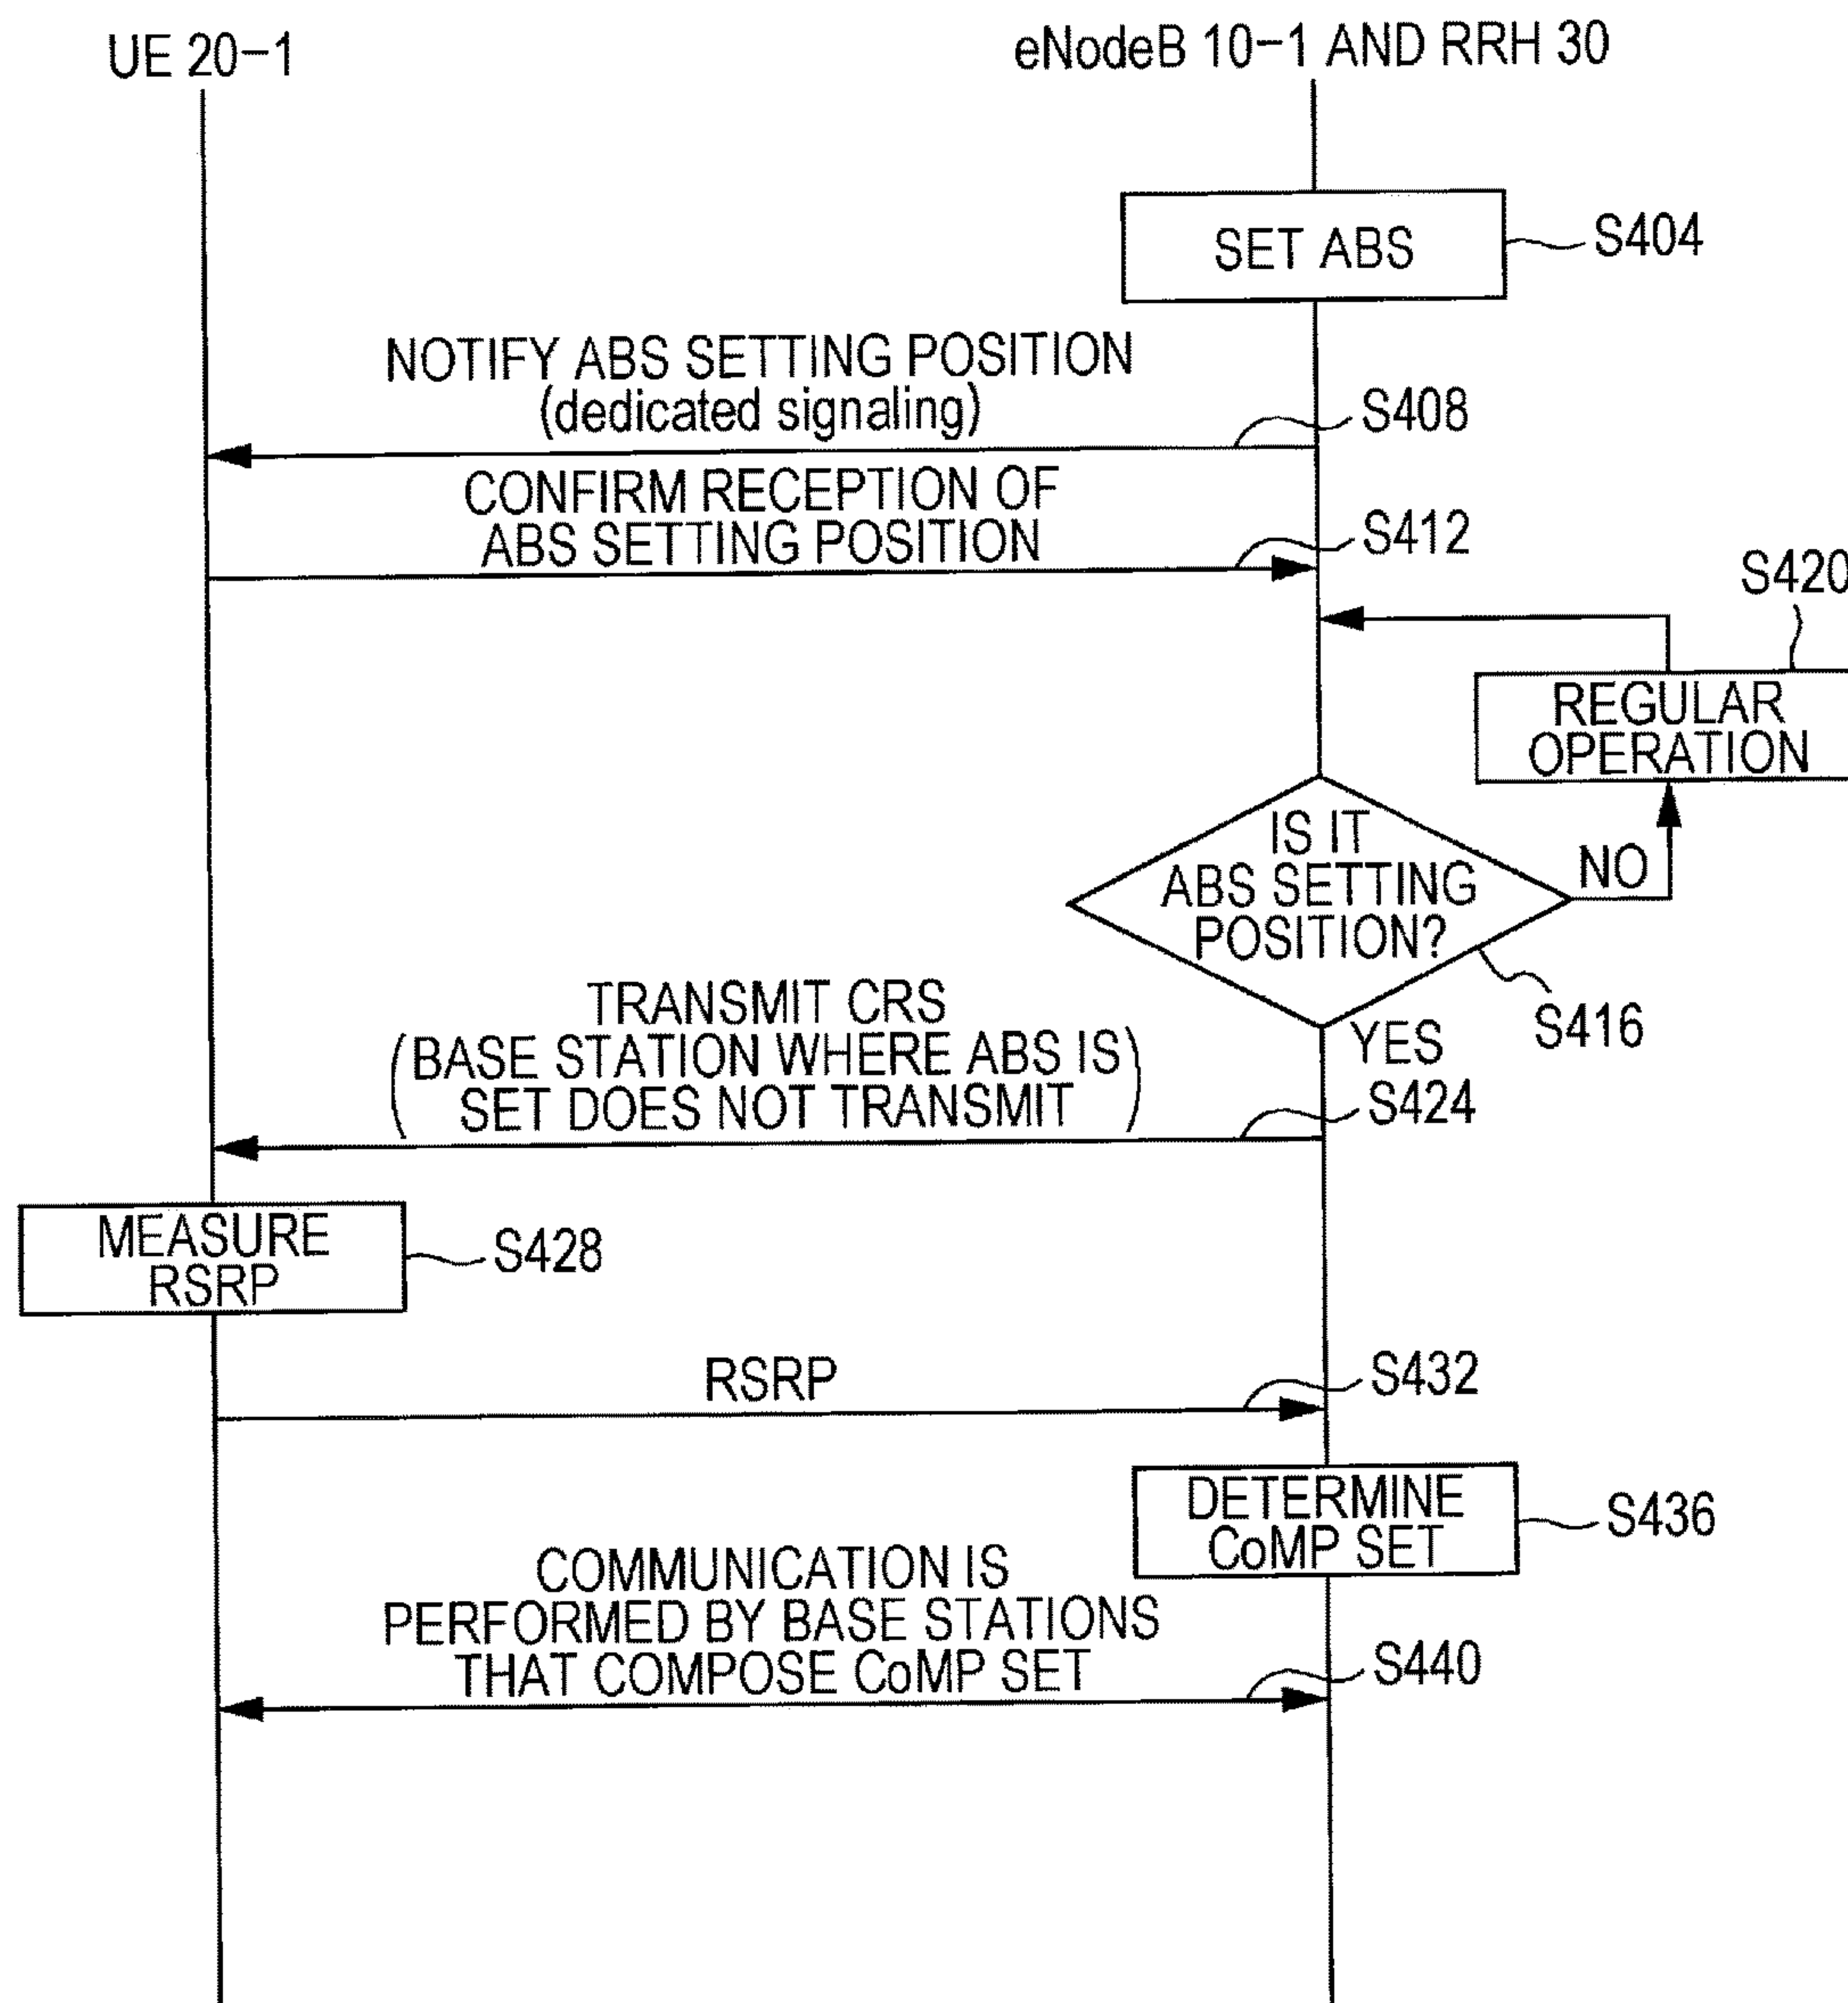 UE 20-1
eNodeB 10-1 AND RRH 30
SET ABS
S404
NOTIFY ABS SETTING POSITION
(dedicated signaling)
S408
CONFIRM RECEPTION OF
ABS SETTING POSITION
S412
S420
REGULAR
OPERATION
IS IT
ABS SETTING
POSITION?
NO
S416
YES
TRANSMIT CRS
(BASE STATION WHERE ABS IS
SET DOES NOT TRANSMIT)
S424
MEASURE
RSRP
S428
RSRP
S432
DETERMINE
CoMP SET
S436
COMMUNICATION IS
PERFORMED BY BASE STATIONS
THAT COMPOSE CoMP SET
S440